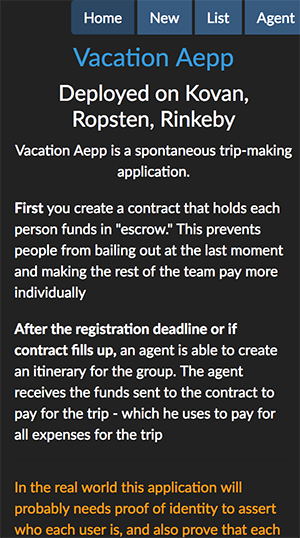 Home New List Agent
Vacation Aepp
Deployed on Kovan,
Ropsten, Rinkeby
Vacation Aepp is a spontaneous trip-making
application.
First you create a contract that holds each
person funds in "escrow." This prevents
people from bailing out at the last moment
and making the rest of the team pay more
individually
After the registration deadline or if
contract fills up, an agent is able to create
an itinerary for the group. The agent
receives the funds sent to the contract to
pay for the trip - which he uses to pay for
all expenses for the trip
In the real world this application will
probably needs proof of identity to assert
who each user is, and also prove that each